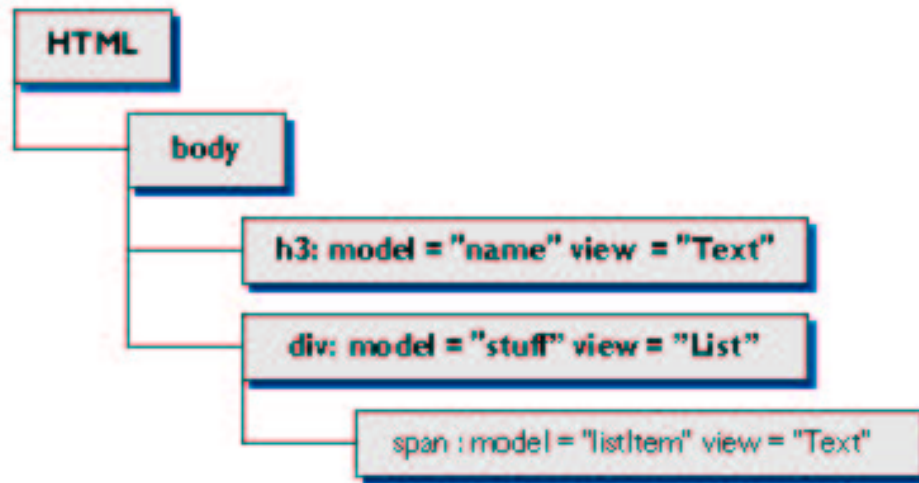 HTML
body
h3: model = "name" view = "Text"
div: model = "stuff" view = "List"
span : model = "listItem" view = "Text"